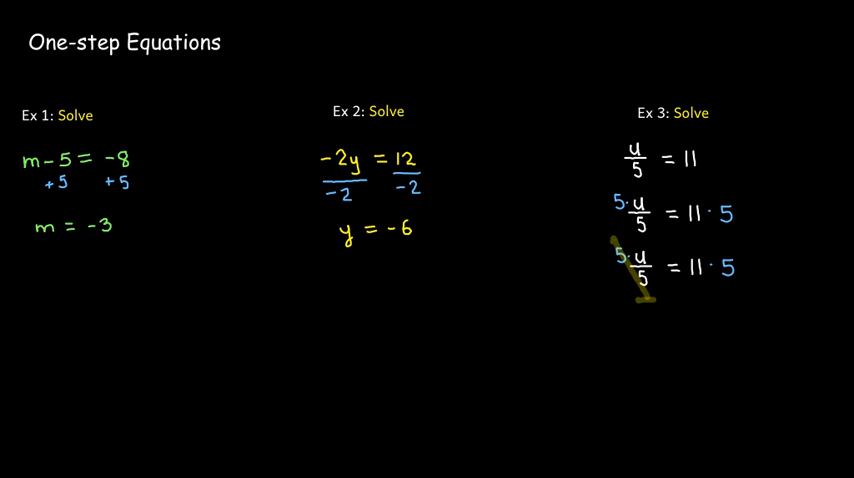 One-step Equations
Ex 1: Solve
m - 5 = -8
+5 +5
m = -3
Ex 2: Solve
-2y = 12
-2 -2
y = -6
Ex 3: Solve
u/5 = 11
5 · u/5 = 11 · 5
5 · u/5 = 11 · 5